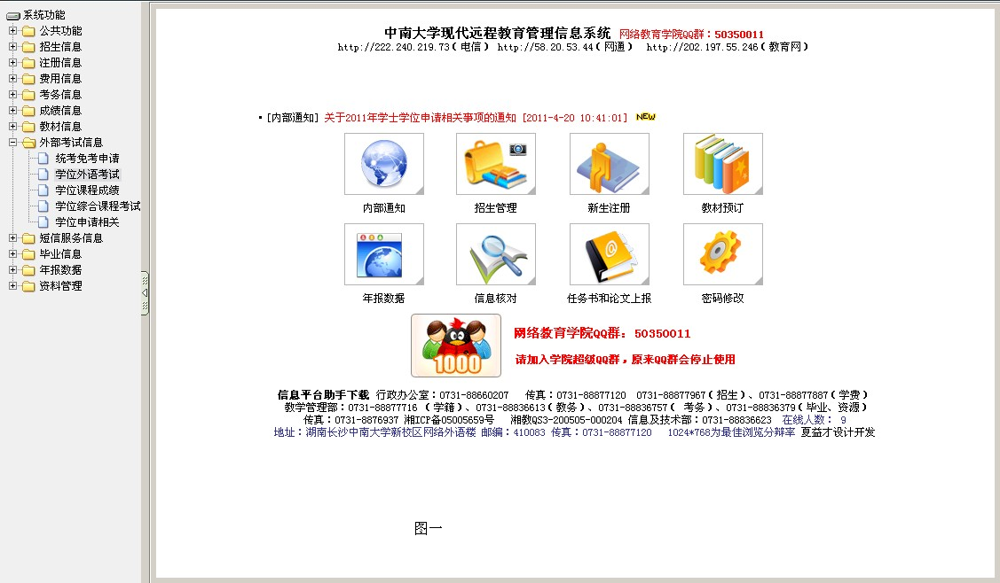 系统功能
公共功能
招生信息
注册信息
费用信息
考务信息
成绩信息
教材信息
外部考试信息
统考免考申请
学位外语考试
学位课程成绩
学位综合课程考试
学位申请相关
短信服务信息
毕业信息
年报数据
资料管理
中南大学现代远程教育管理信息系统 网络教育学院QQ群：50350011
http://222.240.219.73(电信) http://58.20.53.44(网通) http://202.197.55.246(教育网)
• [内部通知] 关于2011年学士学位申请相关事项的通知 [2011-4-20 10:41:01] NEW
内部通知 招生管理 新生注册 教材预订
年报数据 信息核对 任务书和论文上报 密码修改
1000
网络教育学院QQ群: 50350011
请加入学院超级QQ群，原来QQ群会停止使用
信息平台助手下载 行政办公室：0731-88660207 传真：0731-88877120 0731-88877967(招生)、0731-88877887(学费)
教学管理部：0731-88877716 (学籍)、0731-88836613(教务)、0731-88836757( 考务)、0731-88836379(毕业、资源)
传真：0731-8876937 湘ICP备05005659号 湘教QS3-200505-000204 信息及技术部：0731-88836623 在线人数： 9
地址：湖南长沙中南大学新校区网络外语楼 邮编：410083 传真：0731-88877120 1024*768为最佳浏览分辩率 夏益才设计开发
图一